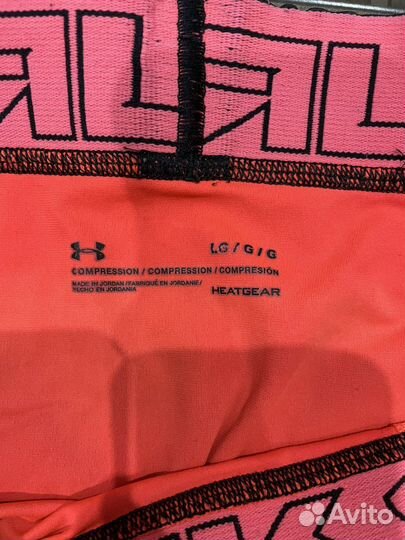 LG / G / G
COMPRESSION / COMPRESSION / COMPRESIÓN
MADE IN JORDAN / FABRIQUÉ EN JORDANIE /
HECHO EN JORDANIA
HEATGEAR
Avito